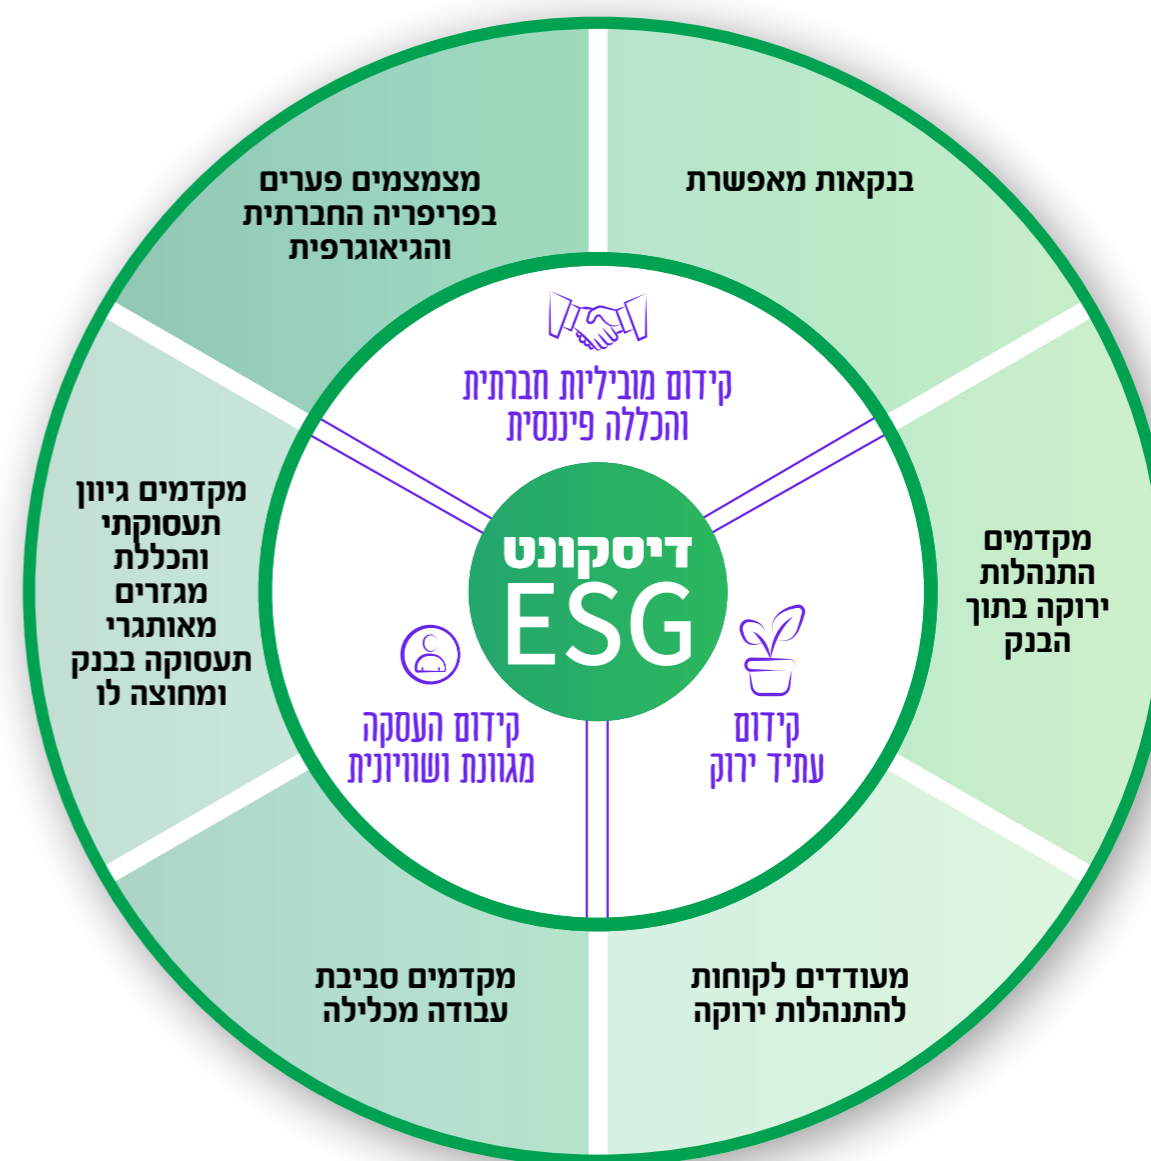 בנקאות מאפשרת
מצמצמים פערים
בפריפריה החברתית
והגיאוגרפית
קידום מוביליות חברתית
והכללה פיננסית
מקדמים גיוון
תעסוקתי
והכללת
מגזרים
מאותגרי
תעסוקה בבנק
ומחוצה לו
דיסקונט
ESG
מקדמים
התנהלות
ירוקה בתוך
הבנק
קידום
עתיד ירוק
קידום העסקה
מגוונת ושוויונית
מעודדים לקוחות
להתנהלות ירוקה
מקדמים סביבת
עבודה מכלילה